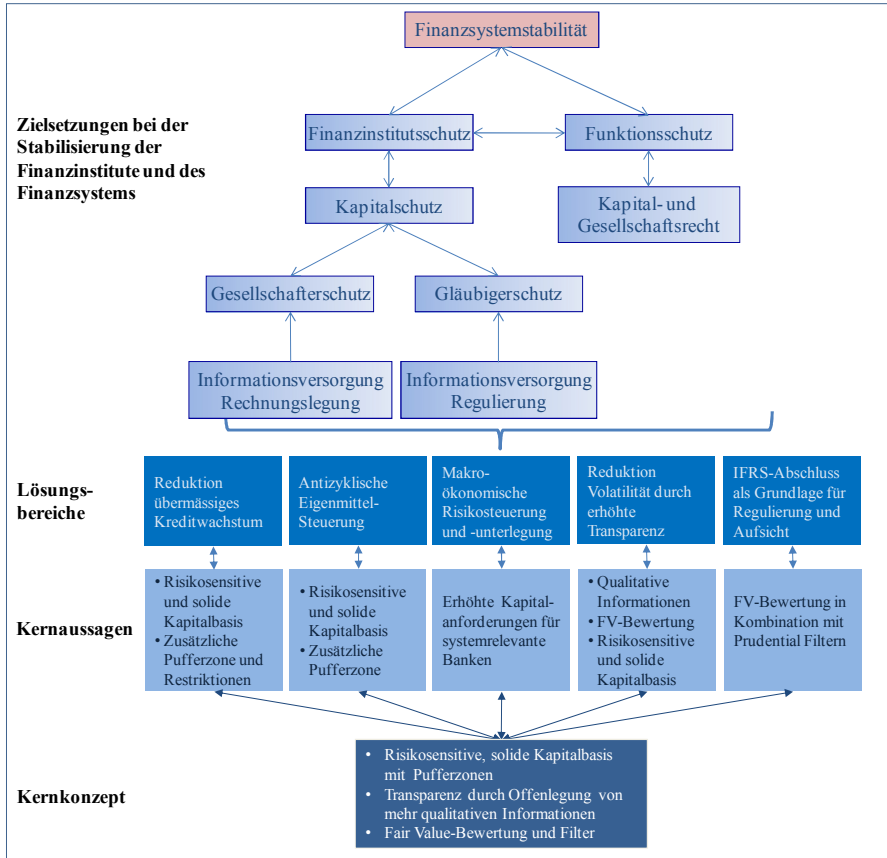 Finanzsystemstabilität
Zielsetzungen bei der
Stabilisierung der
Finanzinstitute und des
Finanzsystems
Finanzinstitutsschutz
Funktionsschutz
Kapitalschutz
Kapital- und
Gesellschaftsrecht
Gesellschafterschutz
Gläubigerschutz
Informationsversorgung
Rechnungslegung
Informationsversorgung
Regulierung
Lösungs-
bereiche
Reduktion
übermässiges
Kreditwachstum
Antizyklische
Eigenmittel-
Steuerung
Makro-
ökonomische
Risikosteuerung
und -unterlegung
Reduktion
Volatilität durch
erhöhte
Transparenz
IFRS-Abschluss
als Grundlage für
Regulierung und
Aufsicht
Kernaussagen
• Risikosensitive
und solide
Kapitalbasis
• Zusätzliche
Pufferzone und
Restriktionen
• Risikosensitive
und solide
Kapitalbasis
• Zusätzliche
Pufferzone
Erhöhte Kapital-
anforderungen für
systemrelevante
Banken
• Qualitative
Informationen
• FV-Bewertung
• Risikosensitive
und solide
Kapitalbasis
FV-Bewertung in
Kombination mit
Prudential Filtern
Kernkonzept
• Risikosensitive, solide Kapitalbasis
mit Pufferzonen
• Transparenz durch Offenlegung von
mehr qualitativen Informationen
• Fair Value-Bewertung und Filter